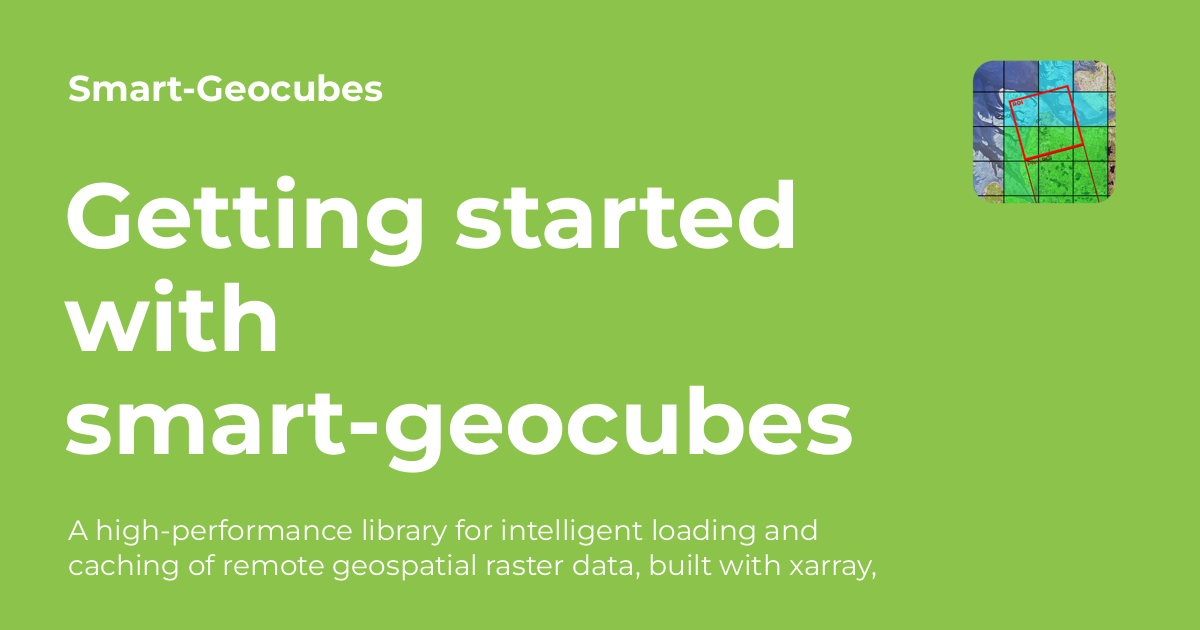 Smart-Geocubes
Getting started
with
smart-geocubes
A high-performance library for intelligent loading and
caching of remote geospatial raster data, built with xarray,